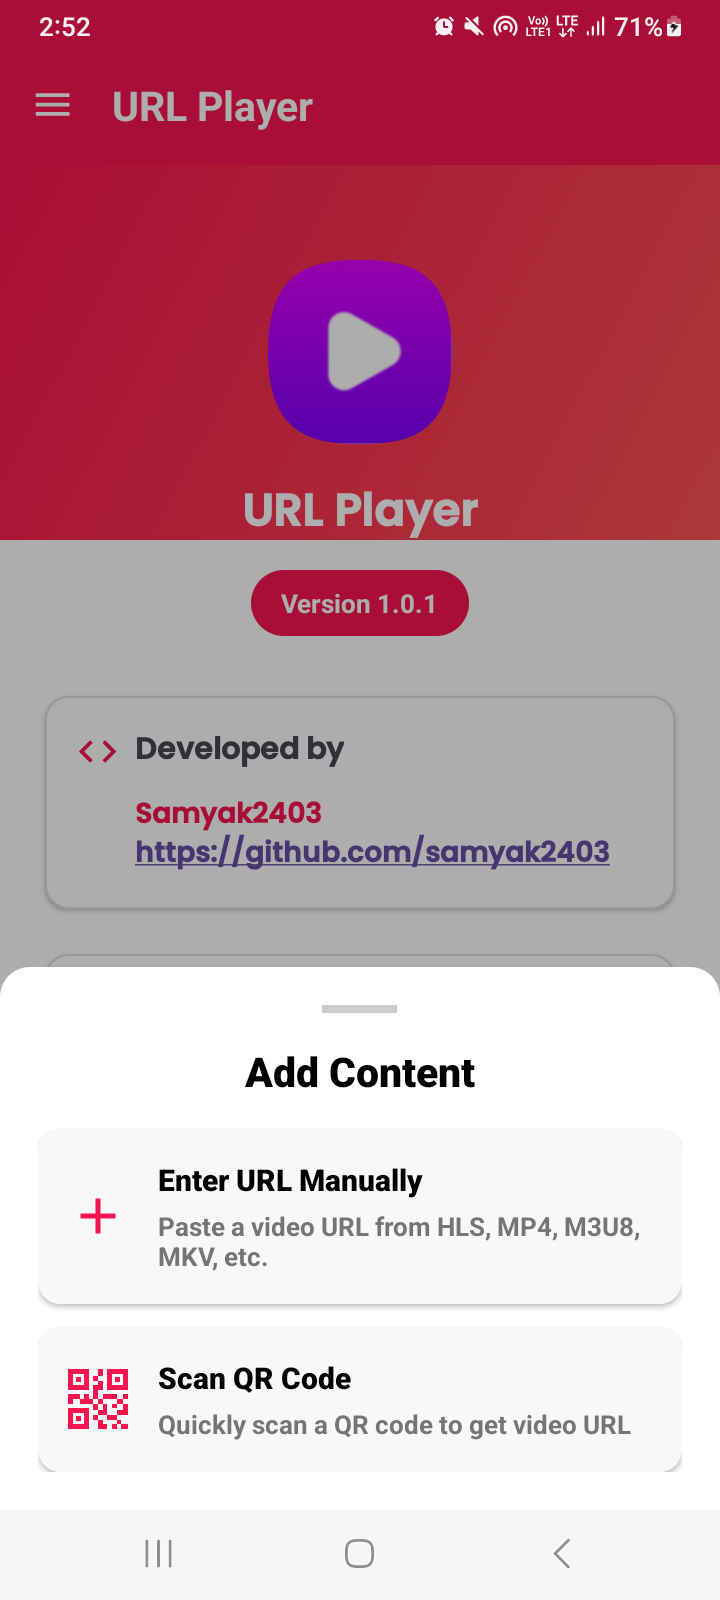 2:52
Vo)) LTE1 LTE 71%
URL Player
URL Player
Version 1.0.1
Developed by
Samyak2403
https://github.com/samyak2403
Add Content
Enter URL Manually
Paste a video URL from HLS, MP4, M3U8,
MKV, etc.
Scan QR Code
Quickly scan a QR code to get video URL